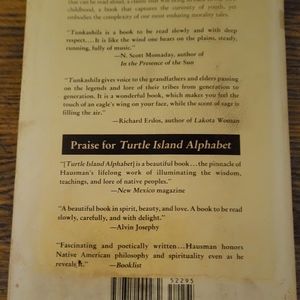 that can be read aloud, a
childhood, a book that captures the curiosity of youth, yet
embodies the complexity of our most enduring morality tales.
"Tunkashila is a book to be read slowly and with deep
respect.... It is like the wind one hears on the plains, steady,
running, fully of music."
—N. Scott Momaday, author of
In the Presence of the Sun
"Tunkashila gives voice to the grandfathers and elders passing
on the legends and lore of their tribes from generation to
generation. It is a wonderful book, which makes you feel the
touch of an eagle's wing on your face, while the scent of sage is
filling the air."
—Richard Erdos, author of Lakota Woman
Praise for Turtle Island Alphabet
"[Turtle Island Alphabet] is a beautiful book...the pinnacle of
Hausman's lifelong work of illuminating the wisdom,
teachings, and lore of native peoples."
—New Mexico magazine
"A beautiful book in spirit, beauty, and love. A book to read
slowly, carefully, and with delight."
—Alvin Josephy
"Fascinating and poetically written...Hausman honors
Native American philosophy and spirituality even as he
reveals it."
—Booklist
52295